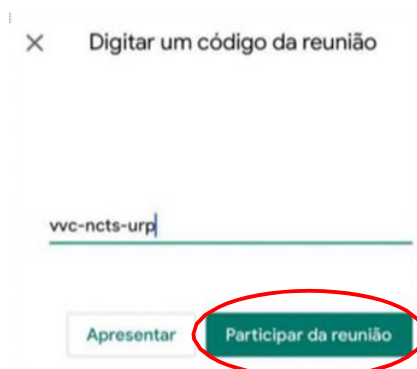 Digitar um código da reunião
vvc-ncts-urp
Apresentar
Participar da reunião